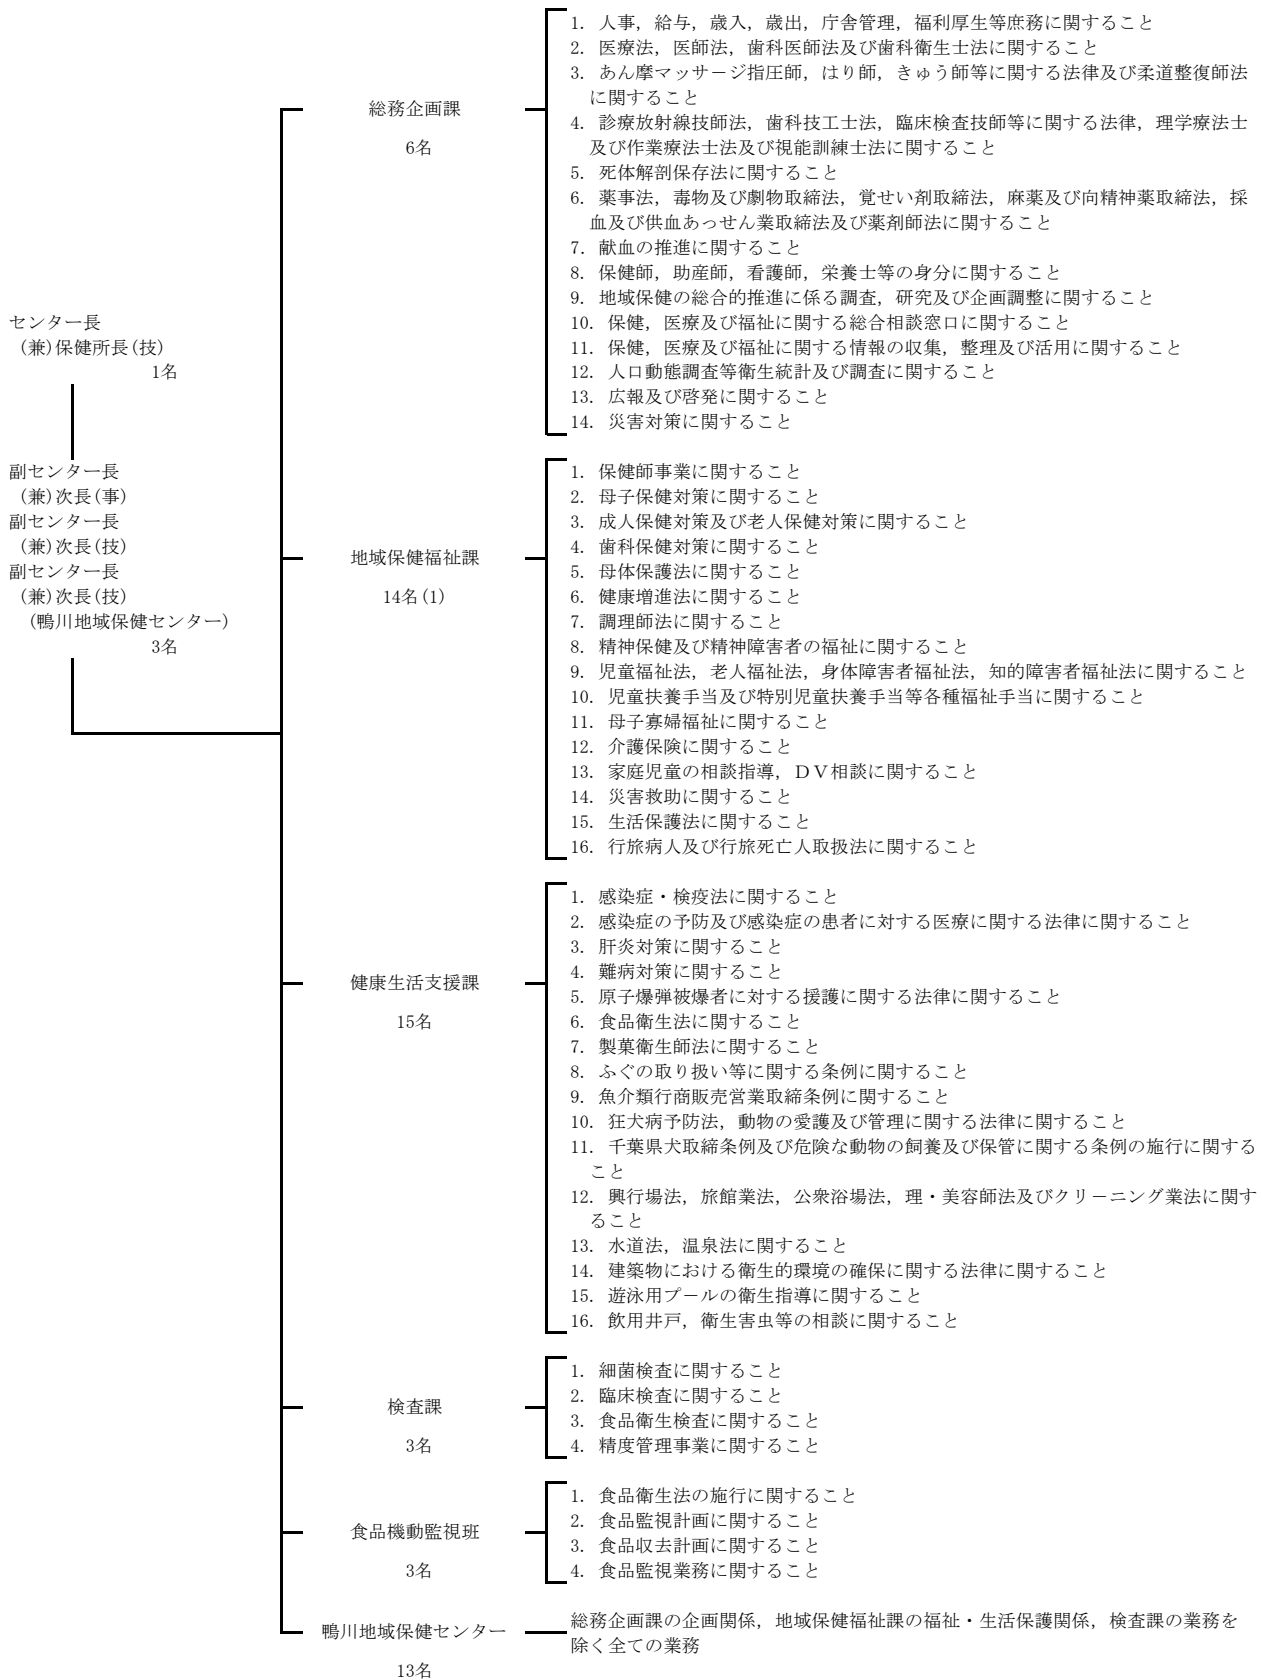 センター長
(兼)保健所長(技)
1名
副センター長
(兼)次長(事)
副センター長
(兼)次長(技)
副センター長
(兼)次長(技)
(鴨川地域保健センター)
3名
総務企画課
6名
1. 人事，給与，歳入，歳出，庁舎管理，福利厚生等庶務に関すること
2. 医療法，医師法，歯科医師法及び歯科衛生士法に関すること
3. あん摩マッサージ指圧師，はり師，きゅう師等に関する法律及び柔道整復師法
に関すること
4. 診療放射線技師法，歯科技工士法，臨床検査技師等に関する法律，理学療法士
及び作業療法士法及び視能訓練士法に関すること
5. 死体解剖保存法に関すること
6. 薬事法，毒物及び劇物取締法，覚せい剤取締法，麻薬及び向精神薬取締法，採
血及び供血あっせん業取締法及び薬剤師法に関すること
7. 献血の推進に関すること
8. 保健師，助産師，看護師，栄養士等の身分に関すること
9. 地域保健の総合的推進に係る調査，研究及び企画調整に関すること
10. 保健，医療及び福祉に関する総合相談窓口に関すること
11. 保健，医療及び福祉に関する情報の収集，整理及び活用に関すること
12. 人口動態調査等衛生統計及び調査に関すること
13. 広報及び啓発に関すること
14. 災害対策に関すること
地域保健福祉課
14名(1)
1. 保健師事業に関すること
2. 母子保健対策に関すること
3. 成人保健対策及び老人保健対策に関すること
4. 歯科保健対策に関すること
5. 母体保護法に関すること
6. 健康増進法に関すること
7. 調理師法に関すること
8. 精神保健及び精神障害者の福祉に関すること
9. 児童福祉法，老人福祉法，身体障害者福祉法，知的障害者福祉法に関すること
10. 児童扶養手当及び特別児童扶養手当等各種福祉手当に関すること
11. 母子寡婦福祉に関すること
12. 介護保険に関すること
13. 家庭児童の相談指導，ＤＶ相談に関すること
14. 災害救助に関すること
15. 生活保護法に関すること
16. 行旅病人及び行旅死亡人取扱法に関すること
健康生活支援課
15名
1. 感染症・検疫法に関すること
2. 感染症の予防及び感染症の患者に対する医療に関する法律に関すること
3. 肝炎対策に関すること
4. 難病対策に関すること
5. 原子爆弾被爆者に対する援護に関する法律に関すること
6. 食品衛生法に関すること
7. 製菓衛生師法に関すること
8. ふぐの取り扱い等に関する条例に関すること
9. 魚介類行商販売営業取締条例に関すること
10. 狂犬病予防法，動物の愛護及び管理に関する法律に関すること
11. 千葉県犬取締条例及び危険な動物の飼養及び保管に関する条例の施行に関する
こと
12. 興行場法，旅館業法，公衆浴場法，理・美容師法及びクリーニング業法に関す
ること
13. 水道法，温泉法に関すること
14. 建築物における衛生的環境の確保に関する法律に関すること
15. 遊泳用プールの衛生指導に関すること
16. 飲用井戸，衛生害虫等の相談に関すること
検査課
3名
1. 細菌検査に関すること
2. 臨床検査に関すること
3. 食品衛生検査に関すること
4. 精度管理事業に関すること
食品機動監視班
3名
1. 食品衛生法の施行に関すること
2. 食品監視計画に関すること
3. 食品収去計画に関すること
4. 食品監視業務に関すること
鴨川地域保健センター
13名
総務企画課の企画関係，地域保健福祉課の福祉・生活保護関係，検査課の業務を
除く全ての業務